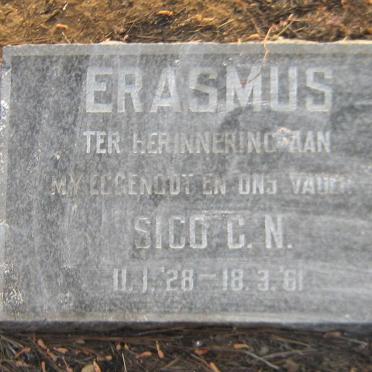 ERASMUS
TER HERINNERING AAN
MY EGGENOOT EN ONS VADER
SICO C. N.
11.1.'28 – 18.3.'61